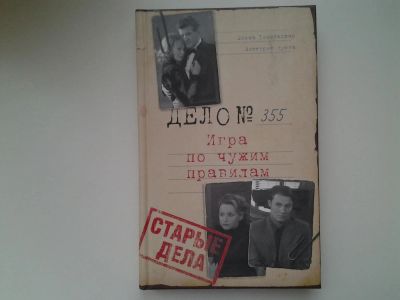 ДЕЛО № 355
Игра
по чужим
правилам
СТАРЫЕ
ДЕЛА